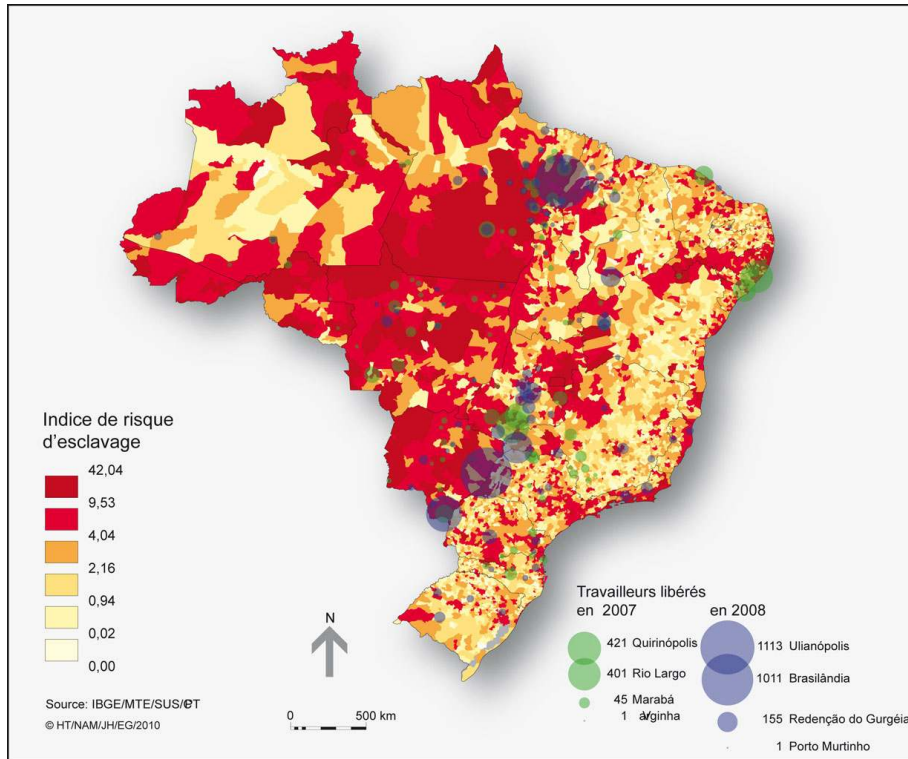 Indice de risque
d'esclavage
42,04
9,53
4,04
2,16
0,94
0,02
0,00
Source: IBGE/MTE/SUS/
© HT/NAM/JH/EG/2010
N
0 500 km
Travailleurs libérés
en 2007 en 2008
421 Quirinópolis
401 Rio Largo
45 Marabá
1
1113 Ulianópolis
1011 Brasilândia
155 Redenção do Gurgéia
1 Porto Murtinho